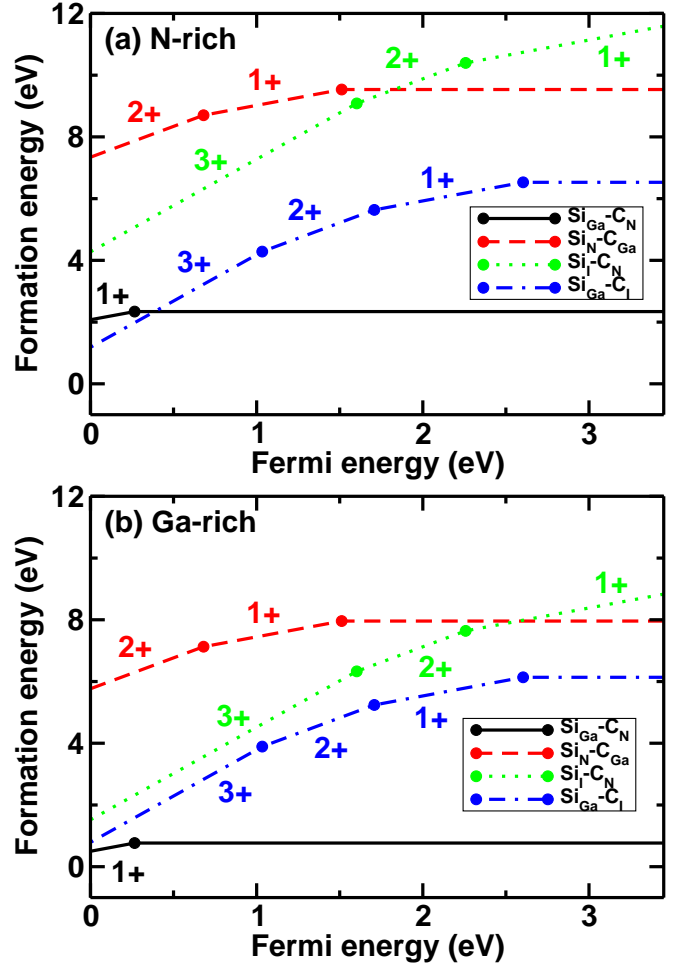 (a) N-rich
12
8
4
0
Formation energy (eV)
2+
1+
3+
2+
1+
3+
2+
1+
1+
Si_Ga-C_N
Si_N-C_Ga
Si_I-C_N
Si_Ga-C_I
0 1 2 3
Fermi energy (eV)
(b) Ga-rich
12
8
4
0
Formation energy (eV)
2+
1+
3+
2+
1+
3+
2+
1+
1+
Si_Ga-C_N
Si_N-C_Ga
Si_I-C_N
Si_Ga-C_I
0 1 2 3
Fermi energy (eV)